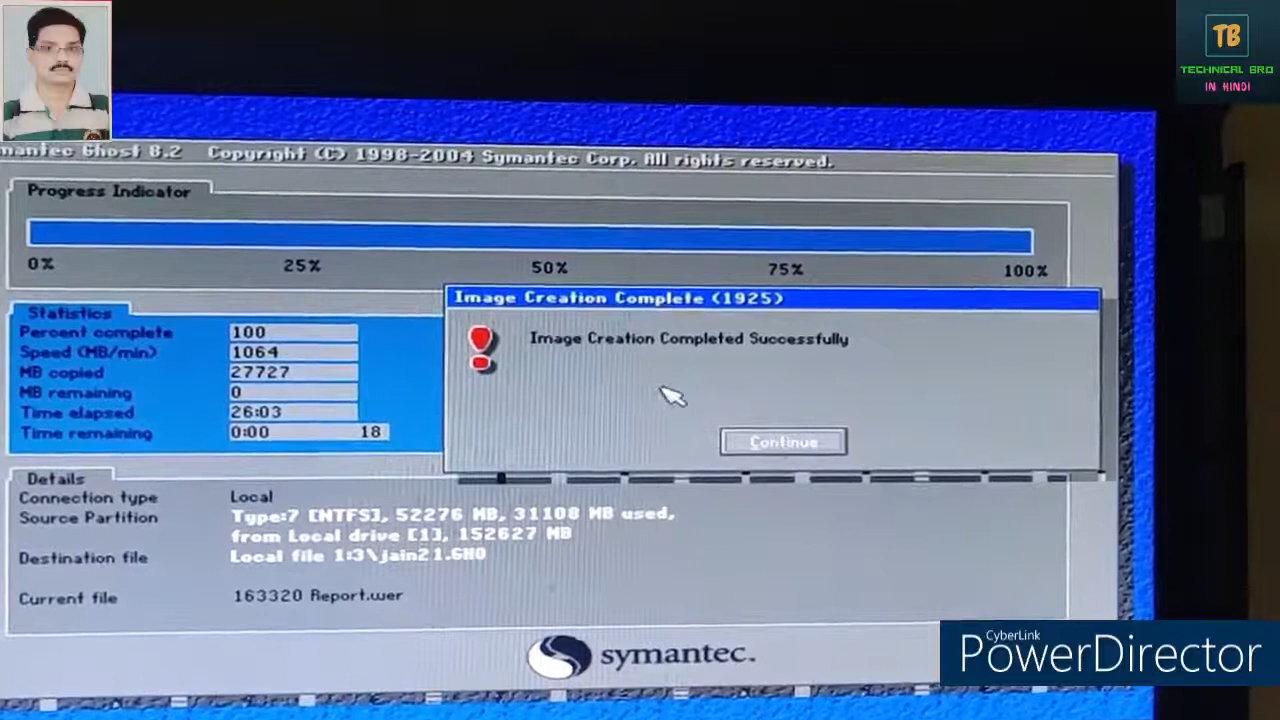 TB
TECHNICAL BRO
IN HINDI
mantec Ghost 8.2 Copyright (C) 1998-2004 Symantec Corp. All rights reserved.
Progress Indicator
0% 25% 50% 75% 100%
Image Creation Complete (1925)
Image Creation Completed Successfully
Continue
Statistics
Percent complete 100
Speed (MB/min) 1064
MB copied 27727
MB remaining 0
Time elapsed 26:03
Time remaining 0:00 18
Details
Connection type Local
Source Partition Type:7 [NTFS], 52276 MB, 31108 MB used,
from Local drive [1], 152627 MB
Destination file Local file 1:3\jain21.GHO
Current file 163320 Report.wer
symantec.
CyberLink
PowerDirector